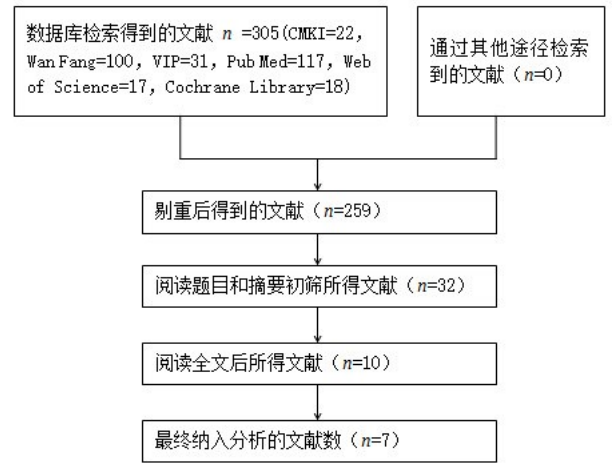 数据库检索得到的文献 n =305(CMKI=22，
Wan Fang=100，VIP=31，Pub Med=117，Web
of Science=17，Cochrane Library=18)
通过其他途径检索
到的文献（n=0）
剔重后得到的文献（n=259）
阅读题目和摘要初筛所得文献（n=32）
阅读全文后所得文献（n=10）
最终纳入分析的文献数（n=7）